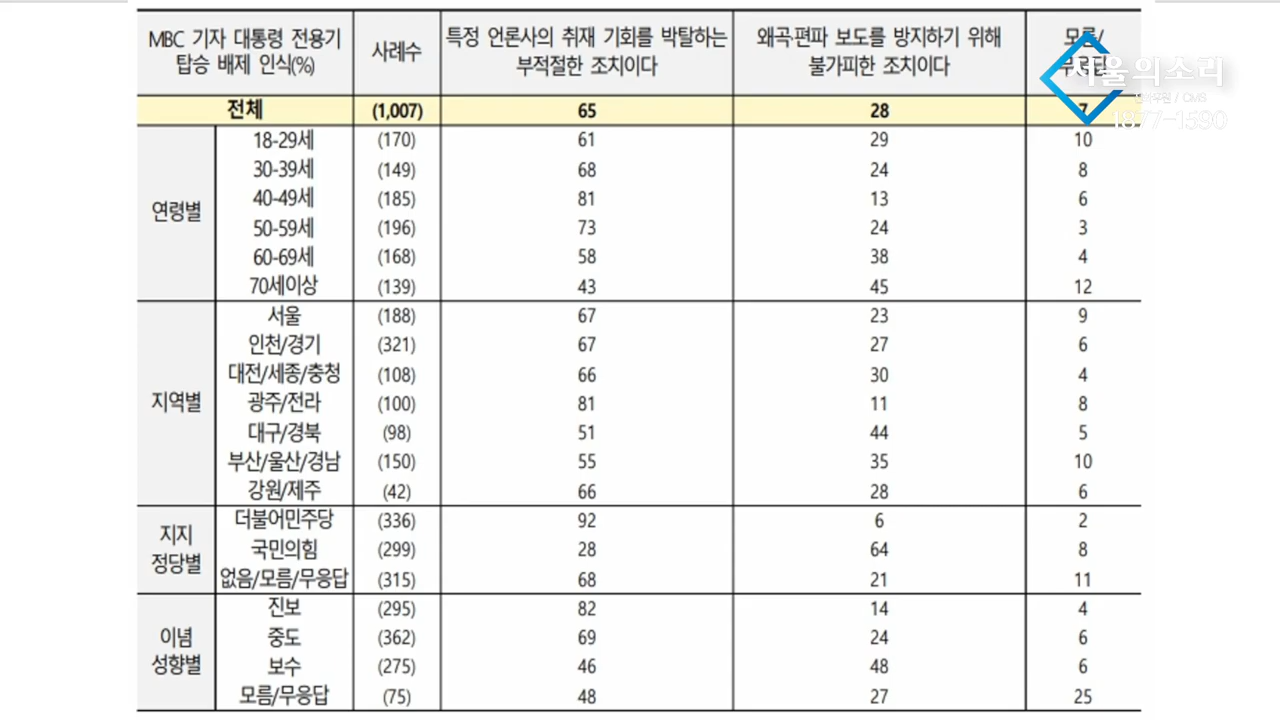 MBC 기자 대통령 전용기
탑승 배제 인식(%)
사례수
특정 언론사의 취재 기회를 박탈하는
부적절한 조치이다
왜곡·편파 보도를 방지하기 위해
불가피한 조치이다
모름/
서울의소리
/ CMS
1877-1580
전체 (1,007) 65 28 7
연령별
18-29세 (170) 61 29 10
30-39세 (149) 68 24 8
40-49세 (185) 81 13 6
50-59세 (196) 73 24 3
60-69세 (168) 58 38 4
70세이상 (139) 43 45 12
지역별
서울 (188) 67 23 9
인천/경기 (321) 67 27 6
대전/세종/충청 (108) 66 30 4
광주/전라 (100) 81 11 8
대구/경북 (98) 51 44 5
부산/울산/경남 (150) 55 35 10
강원/제주 (42) 66 28 6
지지
정당별
더불어민주당 (336) 92 6 2
국민의힘 (299) 28 64 8
없음/모름/무응답 (315) 68 21 11
이념
성향별
진보 (295) 82 14 4
중도 (362) 69 24 6
보수 (275) 46 48 6
모름/무응답 (75) 48 27 25